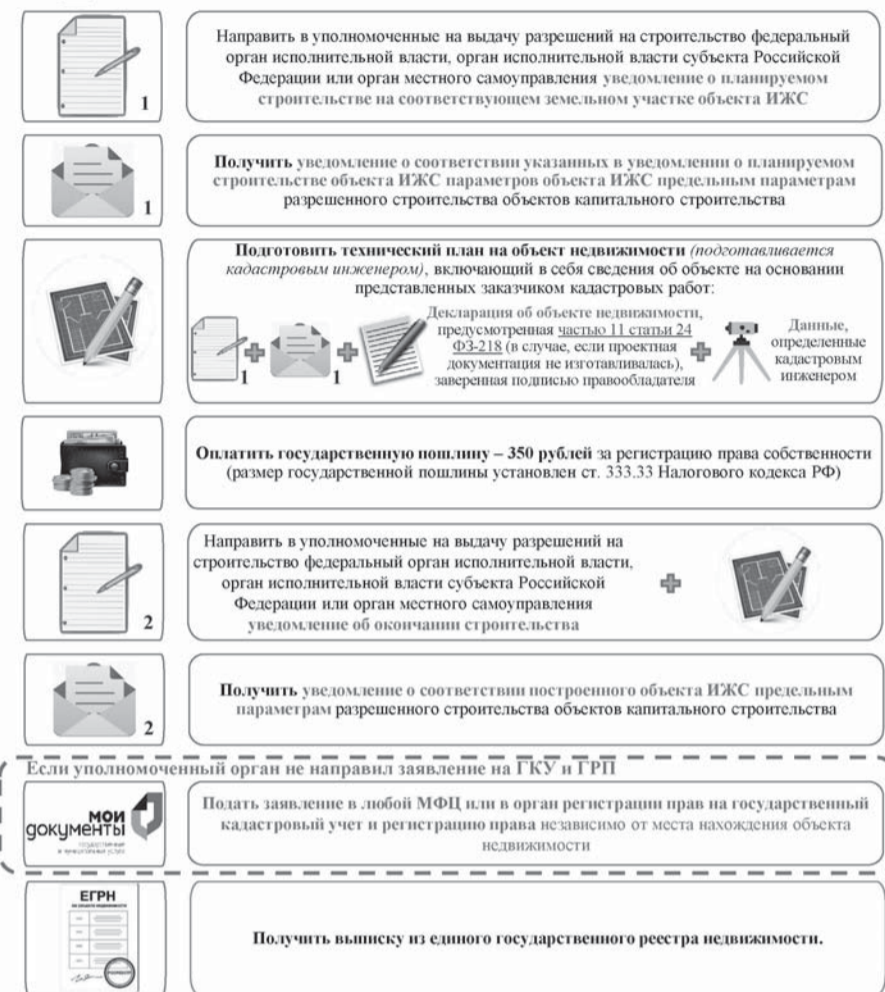 Направить в уполномоченные на выдачу разрешений на строительство федеральный
орган исполнительной власти, орган исполнительной власти субъекта Российской
Федерации или орган местного самоуправления уведомление о планируемом
строительстве на соответствующем земельном участке объекта ИЖС
1
Получить уведомление о соответствии указанных в уведомлении о планируемом
строительстве объекта ИЖС параметров объекта ИЖС предельным параметрам
разрешенного строительства объектов капитального строительства
1
Подготовить технический план на объект недвижимости (подготавливается
кадастровым инженером), включающий в себя сведения об объекте на основании
представленных заказчиком кадастровых работ:
1
1
Декларация об объекте недвижимости,
предусмотренная частью 11 статьи 24
ФЗ-218 (в случае, если проектная
документация не изготавливалась),
заверенная подписью правообладателя
Данные,
определенные
кадастровым
инженером
Оплатить государственную пошлину – 350 рублей за регистрацию права собственности
(размер государственной пошлины установлен ст. 333.33 Налогового кодекса РФ)
Направить в уполномоченные на выдачу разрешений на
строительство федеральный орган исполнительной власти,
орган исполнительной власти субъекта Российской
Федерации или орган местного самоуправления
уведомление об окончании строительства
2
Получить уведомление о соответствии построенного объекта ИЖС предельным
параметрам разрешенного строительства объектов капитального строительства
2
Если уполномоченный орган не направил заявление на ГКУ и ГРП
мои
документы
государственные
и муниципальные услуги
Подать заявление в любой МФЦ или в орган регистрации прав на государственный
кадастровый учет и регистрацию права независимо от места нахождения объекта
недвижимости
ЕГРН
Получить выписку из единого государственного реестра недвижимости.